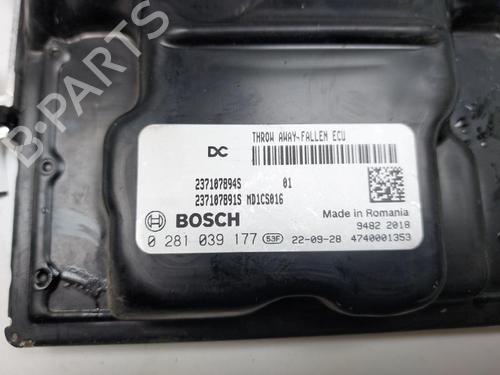 THROW AWAY-FALLEN ECU
DC
237107894S 01
237107891S MD1CS016
BOSCH
Made in Romania
9482 2018
0 281 039 177 53F 22-09-28 4740001353
B-PARTS